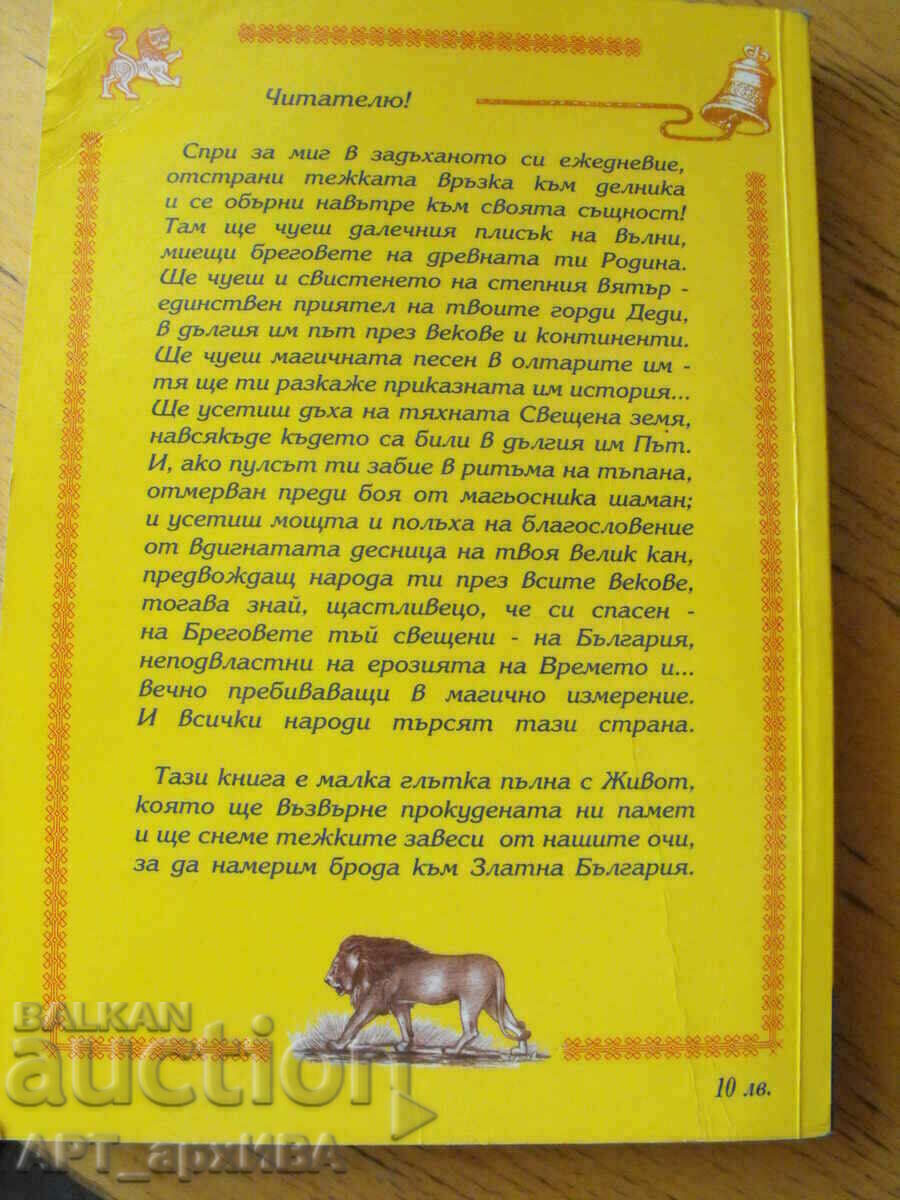 Читателю!
Спри за миг в задъханото си ежедневие,
отстрани тежката връзка към делника
и се обърни навътре към своята същност!
Там ще чуеш далечния плисък на вълни,
миещи бреговете на древната ти Родина.
Ще чуеш и свистенето на степния вятър -
единствен приятел на твоите горди Деди,
в дългия им път през векове и континенти.
Ще чуеш магичната песен в олтарите им -
тя ще ти разкаже приказната им история...
Ще усетиш дъха на тяхната Свещена земя,
навсякъде където са били в дългия им Път.
И, ако пулсът ти забие в ритъма на тъпана,
отмерван преди боя от магьосника шаман;
и усетиш мощта и полъха на благословение
от вдигнатата десница на твоя велик кан,
предвождащ народа ти през всите векове,
тогава знай, щастливецо, че си спасен -
на Бреговете тъй свещени - на България,
неподвластни на ерозията на Времето и...
вечно пребиваващи в магично измерение.
И всички народи търсят тази страна.
Тази книга е малка глътка пълна с Живот,
която ще възвърне прокудената ни памет
и ще снеме тежките завеси от нашите очи,
за да намерим брода към Златна България.
BALKAN
auction
АРТ_архИВА
10 лв.